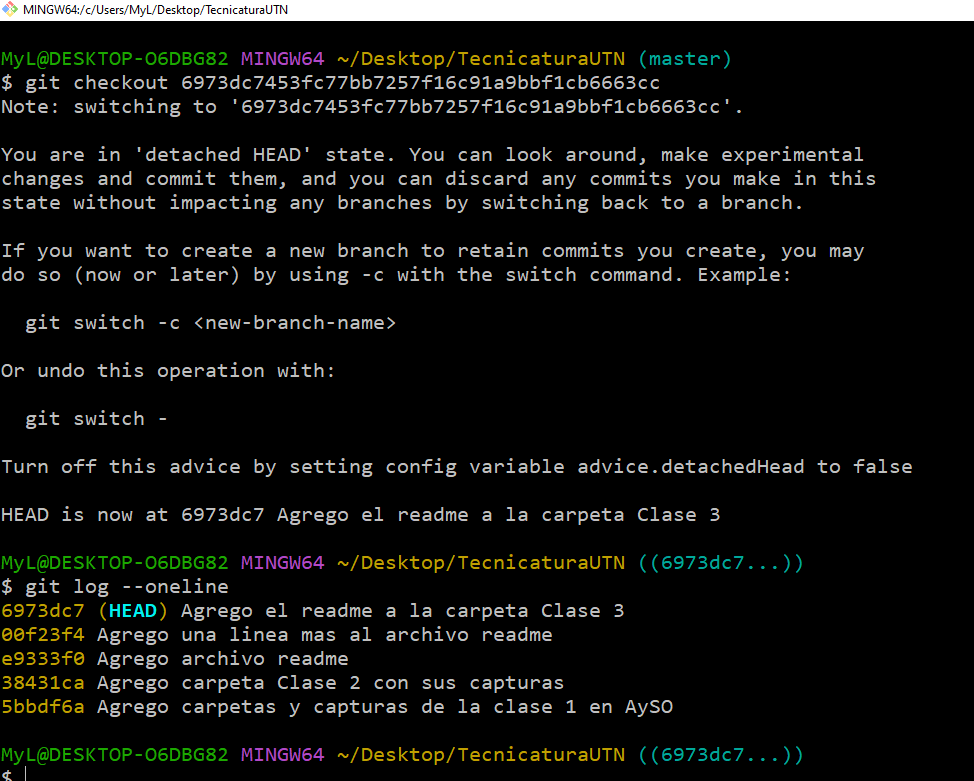 MINGW64:/c/Users/MyL/Desktop/TecnicaturaUTN
MyL@DESKTOP-O6DBG82 MINGW64 ~/Desktop/TecnicaturaUTN (master)
$ git checkout 6973dc7453fc77bb7257f16c91a9bbf1cb6663cc
Note: switching to '6973dc7453fc77bb7257f16c91a9bbf1cb6663cc'.
You are in 'detached HEAD' state. You can look around, make experimental
changes and commit them, and you can discard any commits you make in this
state without impacting any branches by switching back to a branch.
If you want to create a new branch to retain commits you create, you may
do so (now or later) by using -c with the switch command. Example:
git switch -c <new-branch-name>
Or undo this operation with:
git switch -
Turn off this advice by setting config variable advice.detachedHead to false
HEAD is now at 6973dc7 Agrego el readme a la carpeta Clase 3
MyL@DESKTOP-O6DBG82 MINGW64 ~/Desktop/TecnicaturaUTN ((6973dc7...))
$ git log --oneline
6973dc7 (HEAD) Agrego el readme a la carpeta Clase 3
00f23f4 Agrego una linea mas al archivo readme
e9333f0 Agrego archivo readme
38431ca Agrego carpeta Clase 2 con sus capturas
5bbdf6a Agrego carpetas y capturas de la clase 1 en AySO
MyL@DESKTOP-O6DBG82 MINGW64 ~/Desktop/TecnicaturaUTN ((6973dc7...))
$